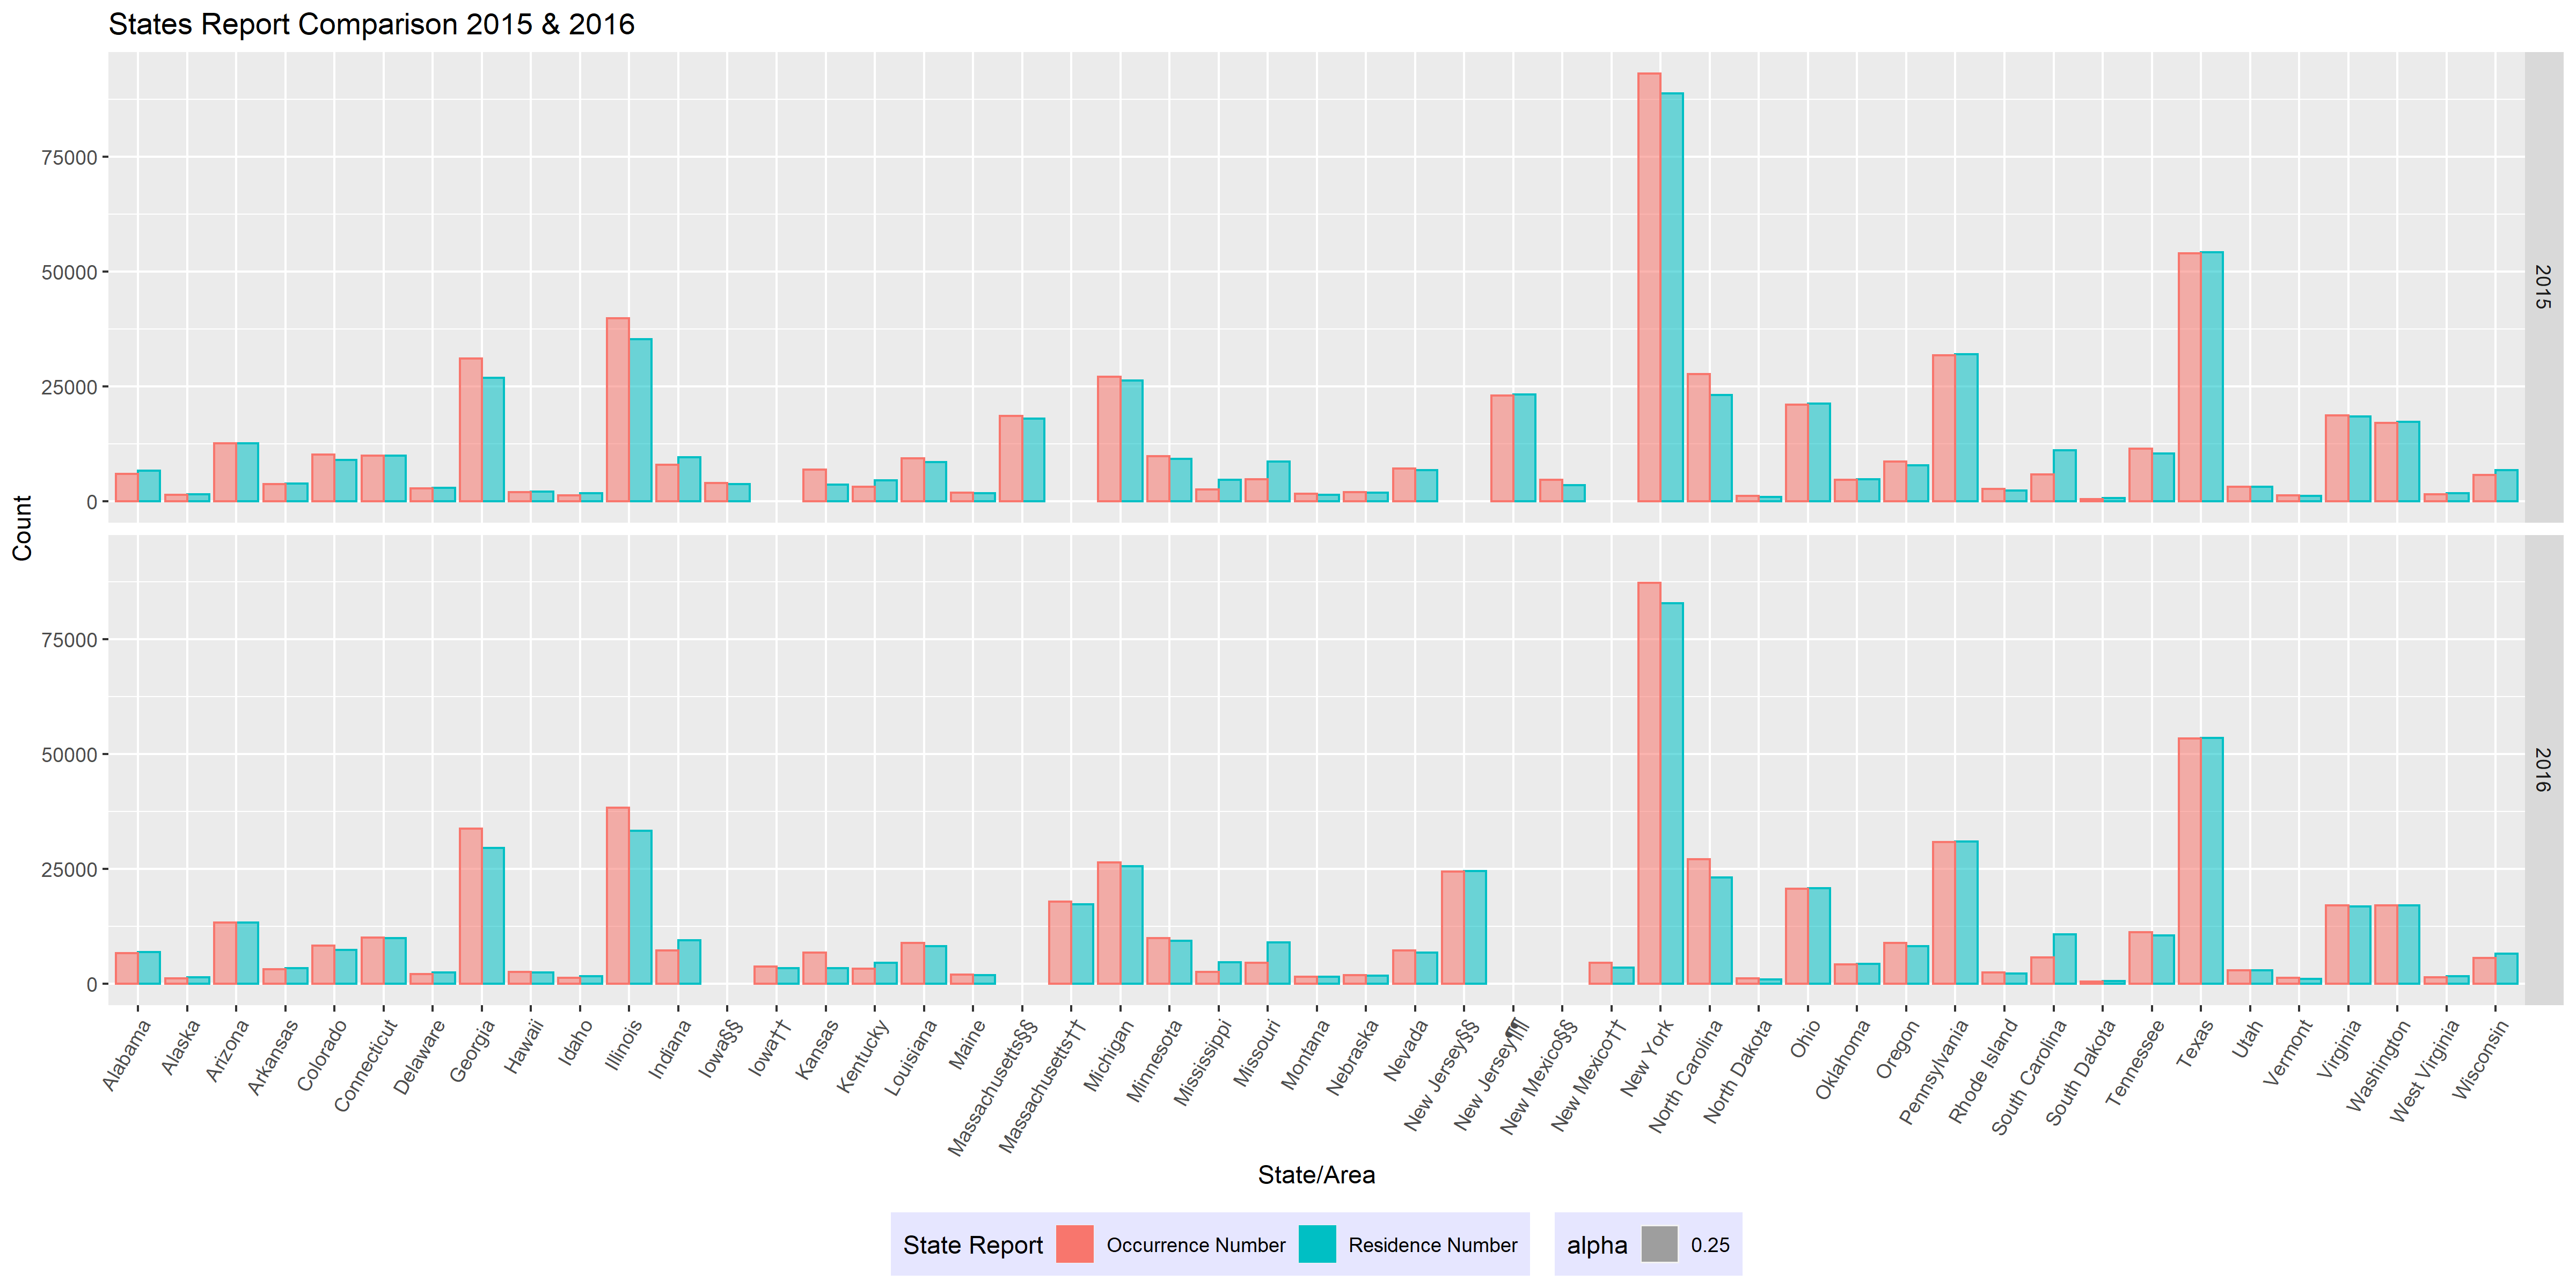 States Report Comparison 2015 & 2016
Count
75000
50000
25000
0
2015
75000
50000
25000
0
2016
Alabama
Alaska
Arizona
Arkansas
Colorado
Connecticut
Delaware
Georgia
Hawaii
Idaho
Illinois
Indiana
Iowa§§
Iowa††
Kansas
Kentucky
Louisiana
Maine
Massachusetts§§
Massachusetts††
Michigan
Minnesota
Mississippi
Missouri
Montana
Nebraska
Nevada
New Jersey§§
New Jersey¶¶
New Mexico§§
New Mexico††
New York
North Carolina
North Dakota
Ohio
Oklahoma
Oregon
Pennsylvania
Rhode Island
South Carolina
South Dakota
Tennessee
Texas
Utah
Vermont
Virginia
Washington
West Virginia
Wisconsin
State/Area
State Report Occurrence Number Residence Number alpha 0.25